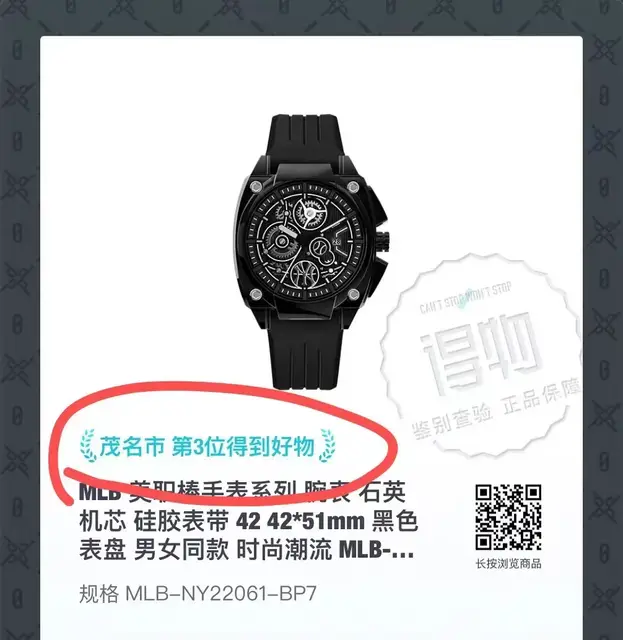 CAN'T STOP WON'T STOP
得物
鉴别查验 正品保障
茂名市 第3位得到好物
MLB 美职棒手表系列 腕表 石英
机芯 硅胶表带 42 42*51mm 黑色
表盘 男女同款 时尚潮流 MLB-...
长按浏览商品
规格 MLB-NY22061-BP7